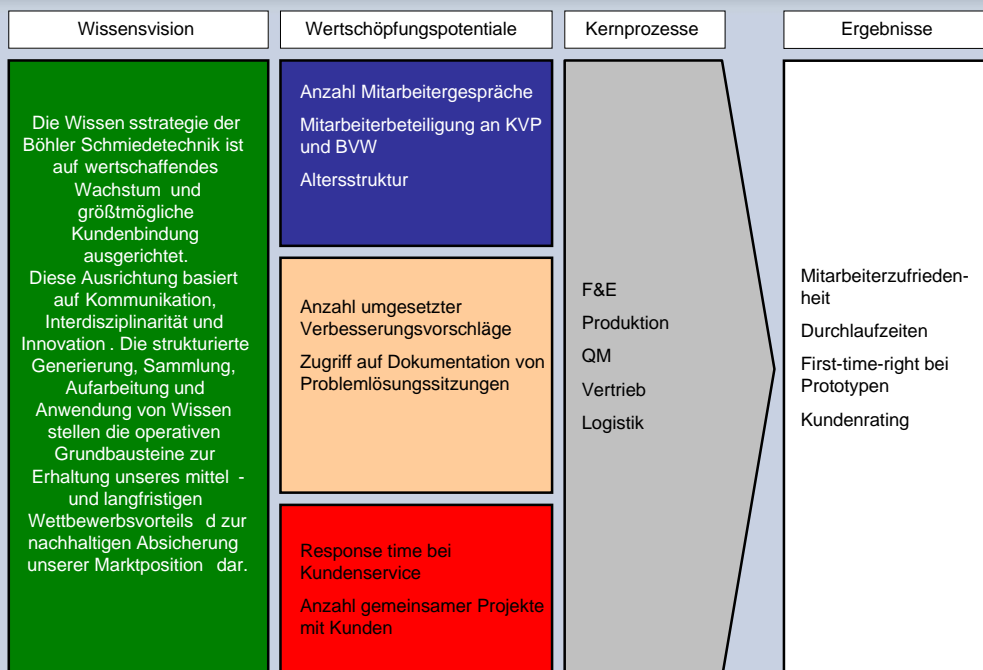 Wissensvision
Wertschöpfungspotentiale
Kernprozesse
Ergebnisse
Die Wissen sstrategie der
Böhler Schmiedetechnik ist
auf wertschaffendes
Wachstum und
größtmögliche
Kundenbindung
ausgerichtet.
Diese Ausrichtung basiert
auf Kommunikation,
Interdisziplinarität und
Innovation . Die strukturierte
Generierung, Sammlung,
Aufarbeitung und
Anwendung von Wissen
stellen die operativen
Grundbausteine zur
Erhaltung unseres mittel -
und langfristigen
Wettbewerbsvorteils d zur
nachhaltigen Absicherung
unserer Marktposition dar.
Anzahl Mitarbeitergespräche
Mitarbeiterbeteiligung an KVP
und BVW
Altersstruktur
Anzahl umgesetzter
Verbesserungsvorschläge
Zugriff auf Dokumentation von
Problemlösungssitzungen
Response time bei
Kundenservice
Anzahl gemeinsamer Projekte
mit Kunden
F&E
Produktion
QM
Vertrieb
Logistik
Mitarbeiterzufrieden-
heit
Durchlaufzeiten
First-time-right bei
Prototypen
Kundenrating